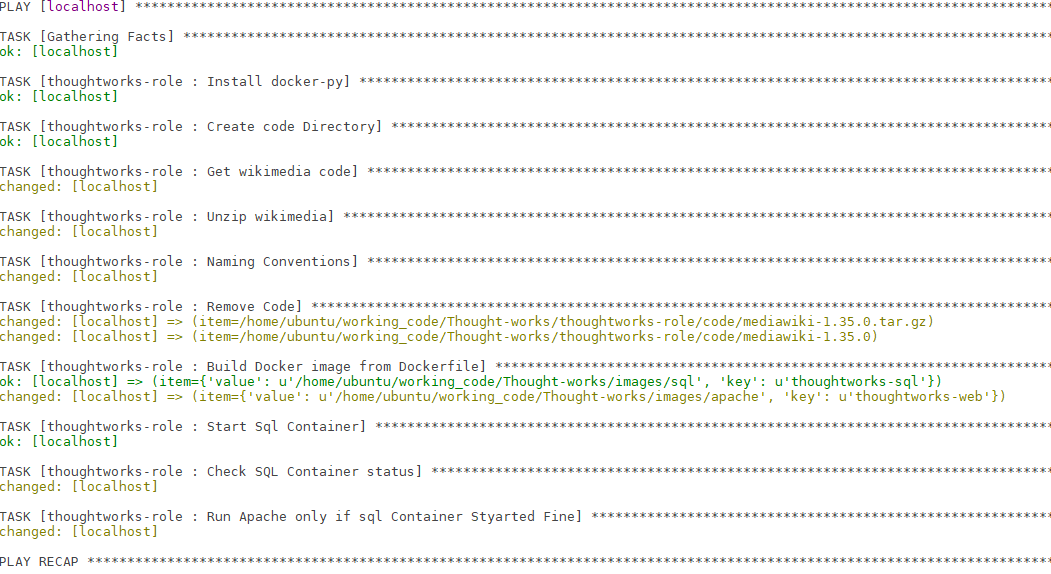 PLAY [localhost] ********************************************************************************************************************
TASK [Gathering Facts] **************************************************************************************************************
ok: [localhost]
TASK [thoughtworks-role : Install docker-py] ****************************************************************************************
ok: [localhost]
TASK [thoughtworks-role : Create code Directory] ************************************************************************************
ok: [localhost]
TASK [thoughtworks-role : Get wikimedia code] ***************************************************************************************
changed: [localhost]
TASK [thoughtworks-role : Unzip wikimedia] ******************************************************************************************
changed: [localhost]
TASK [thoughtworks-role : Naming Conventions] ***************************************************************************************
changed: [localhost]
TASK [thoughtworks-role : Remove Code] **********************************************************************************************
changed: [localhost] => (item=/home/ubuntu/working_code/Thought-works/thoughtworks-role/code/mediawiki-1.35.0.tar.gz)
changed: [localhost] => (item=/home/ubuntu/working_code/Thought-works/thoughtworks-role/code/mediawiki-1.35.0)
TASK [thoughtworks-role : Build Docker image from Dockerfile] ***********************************************************************
ok: [localhost] => (item={'value': u'/home/ubuntu/working_code/Thought-works/images/sql', 'key': u'thoughtworks-sql'})
changed: [localhost] => (item={'value': u'/home/ubuntu/working_code/Thought-works/images/apache', 'key': u'thoughtworks-web'})
TASK [thoughtworks-role : Start Sql Container] **************************************************************************************
ok: [localhost]
TASK [thoughtworks-role : Check SQL Container status] *******************************************************************************
changed: [localhost]
TASK [thoughtworks-role : Run Apache only if sql Container Styarted Fine] ***********************************************************
changed: [localhost]
PLAY RECAP **************************************************************************************************************************